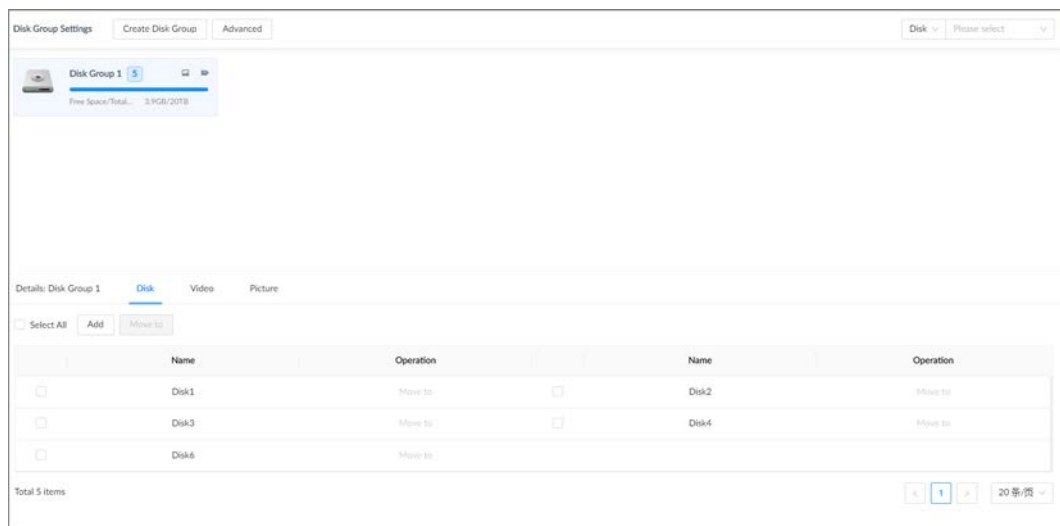 Disk Group Settings Create Disk Group Advanced Disk Please select
Disk Group 1 5
Free Space/Total... 3.9GB/20TB
Details: Disk Group 1 Disk Video Picture
Select All Add Move to
Name Operation Name Operation
Disk1 Move to Disk2 Move to
Disk3 Move to Disk4 Move to
Disk6 Move to
Total 5 items < 1 > 20 条/页